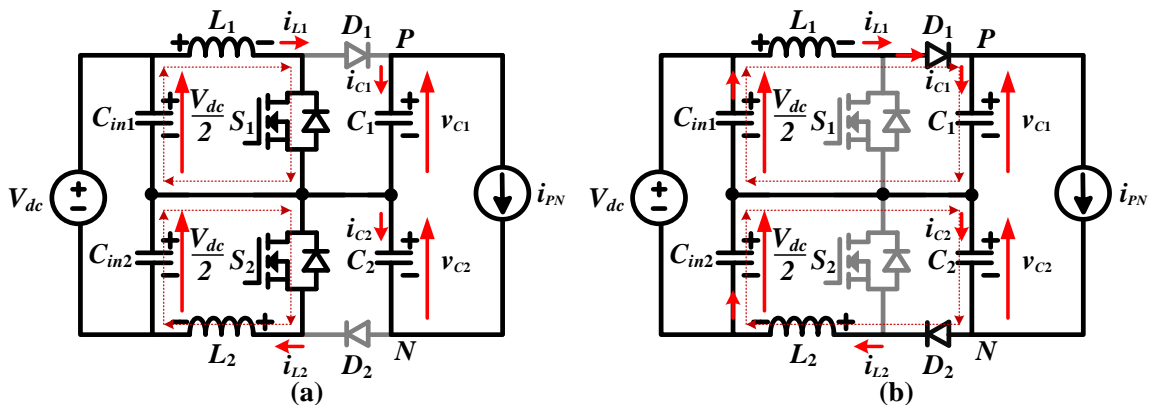 L1 iL1 D1 P
iC1
Cin1 Vdc/2 S1 C1 vC1
Vdc iPN
Cin2 Vdc/2 S2 iC2 C2 vC2
L2 iL2 D2 N
(a)
L1 iL1 D1 P
iC1
Cin1 Vdc/2 S1 C1 vC1
Vdc iPN
Cin2 Vdc/2 S2 iC2 C2 vC2
L2 iL2 D2 N
(b)